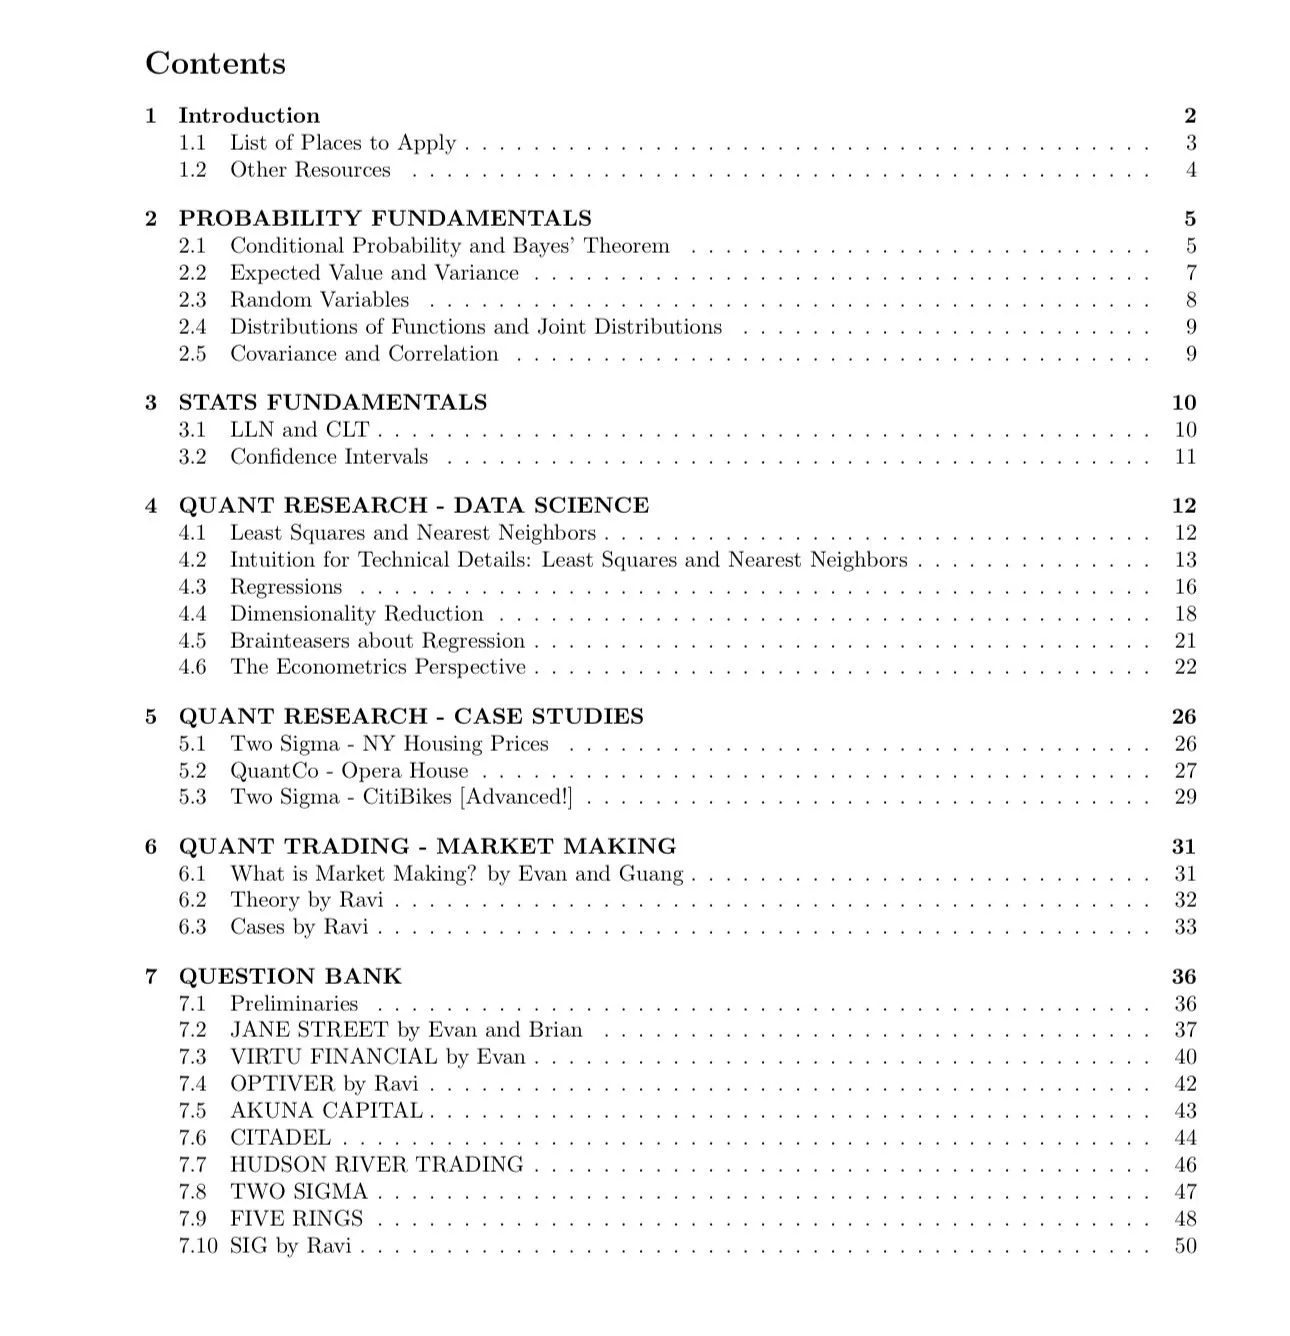 Contents
1 Introduction 2
1.1 List of Places to Apply . . . . . . . . . . . . . . . . . . . . . . . . . . . . . . . . . . . . . . . . 3
1.2 Other Resources . . . . . . . . . . . . . . . . . . . . . . . . . . . . . . . . . . . . . . . . . . . 4
2 PROBABILITY FUNDAMENTALS 5
2.1 Conditional Probability and Bayes' Theorem . . . . . . . . . . . . . . . . . . . . . . . . . . . 5
2.2 Expected Value and Variance . . . . . . . . . . . . . . . . . . . . . . . . . . . . . . . . . . . . 7
2.3 Random Variables . . . . . . . . . . . . . . . . . . . . . . . . . . . . . . . . . . . . . . . . . . 8
2.4 Distributions of Functions and Joint Distributions . . . . . . . . . . . . . . . . . . . . . . . . 9
2.5 Covariance and Correlation . . . . . . . . . . . . . . . . . . . . . . . . . . . . . . . . . . . . . 9
3 STATS FUNDAMENTALS 10
3.1 LLN and CLT . . . . . . . . . . . . . . . . . . . . . . . . . . . . . . . . . . . . . . . . . . . . . 10
3.2 Confidence Intervals . . . . . . . . . . . . . . . . . . . . . . . . . . . . . . . . . . . . . . . . . 11
4 QUANT RESEARCH - DATA SCIENCE 12
4.1 Least Squares and Nearest Neighbors . . . . . . . . . . . . . . . . . . . . . . . . . . . . . . . . 12
4.2 Intuition for Technical Details: Least Squares and Nearest Neighbors . . . . . . . . . . . . . . 13
4.3 Regressions . . . . . . . . . . . . . . . . . . . . . . . . . . . . . . . . . . . . . . . . . . . . . . 16
4.4 Dimensionality Reduction . . . . . . . . . . . . . . . . . . . . . . . . . . . . . . . . . . . . . . 18
4.5 Brainteasers about Regression . . . . . . . . . . . . . . . . . . . . . . . . . . . . . . . . . . . . 21
4.6 The Econometrics Perspective . . . . . . . . . . . . . . . . . . . . . . . . . . . . . . . . . . . . 22
5 QUANT RESEARCH - CASE STUDIES 26
5.1 Two Sigma - NY Housing Prices . . . . . . . . . . . . . . . . . . . . . . . . . . . . . . . . . . 26
5.2 QuantCo - Opera House . . . . . . . . . . . . . . . . . . . . . . . . . . . . . . . . . . . . . . . 27
5.3 Two Sigma - CitiBikes [Advanced!] . . . . . . . . . . . . . . . . . . . . . . . . . . . . . . . . . 29
6 QUANT TRADING - MARKET MAKING 31
6.1 What is Market Making? by Evan and Guang . . . . . . . . . . . . . . . . . . . . . . . . . . . 31
6.2 Theory by Ravi . . . . . . . . . . . . . . . . . . . . . . . . . . . . . . . . . . . . . . . . . . . . 32
6.3 Cases by Ravi . . . . . . . . . . . . . . . . . . . . . . . . . . . . . . . . . . . . . . . . . . . . . 33
7 QUESTION BANK 36
7.1 Preliminaries . . . . . . . . . . . . . . . . . . . . . . . . . . . . . . . . . . . . . . . . . . . . . 36
7.2 JANE STREET by Evan and Brian . . . . . . . . . . . . . . . . . . . . . . . . . . . . . . . . 37
7.3 VIRTU FINANCIAL by Evan . . . . . . . . . . . . . . . . . . . . . . . . . . . . . . . . . . . . 40
7.4 OPTIVER by Ravi . . . . . . . . . . . . . . . . . . . . . . . . . . . . . . . . . . . . . . . . . . 42
7.5 AKUNA CAPITAL . . . . . . . . . . . . . . . . . . . . . . . . . . . . . . . . . . . . . . . . . . 43
7.6 CITADEL . . . . . . . . . . . . . . . . . . . . . . . . . . . . . . . . . . . . . . . . . . . . . . . 44
7.7 HUDSON RIVER TRADING . . . . . . . . . . . . . . . . . . . . . . . . . . . . . . . . . . . . 46
7.8 TWO SIGMA . . . . . . . . . . . . . . . . . . . . . . . . . . . . . . . . . . . . . . . . . . . . . 47
7.9 FIVE RINGS . . . . . . . . . . . . . . . . . . . . . . . . . . . . . . . . . . . . . . . . . . . . . 48
7.10 SIG by Ravi . . . . . . . . . . . . . . . . . . . . . . . . . . . . . . . . . . . . . . . . . . . . . . 50